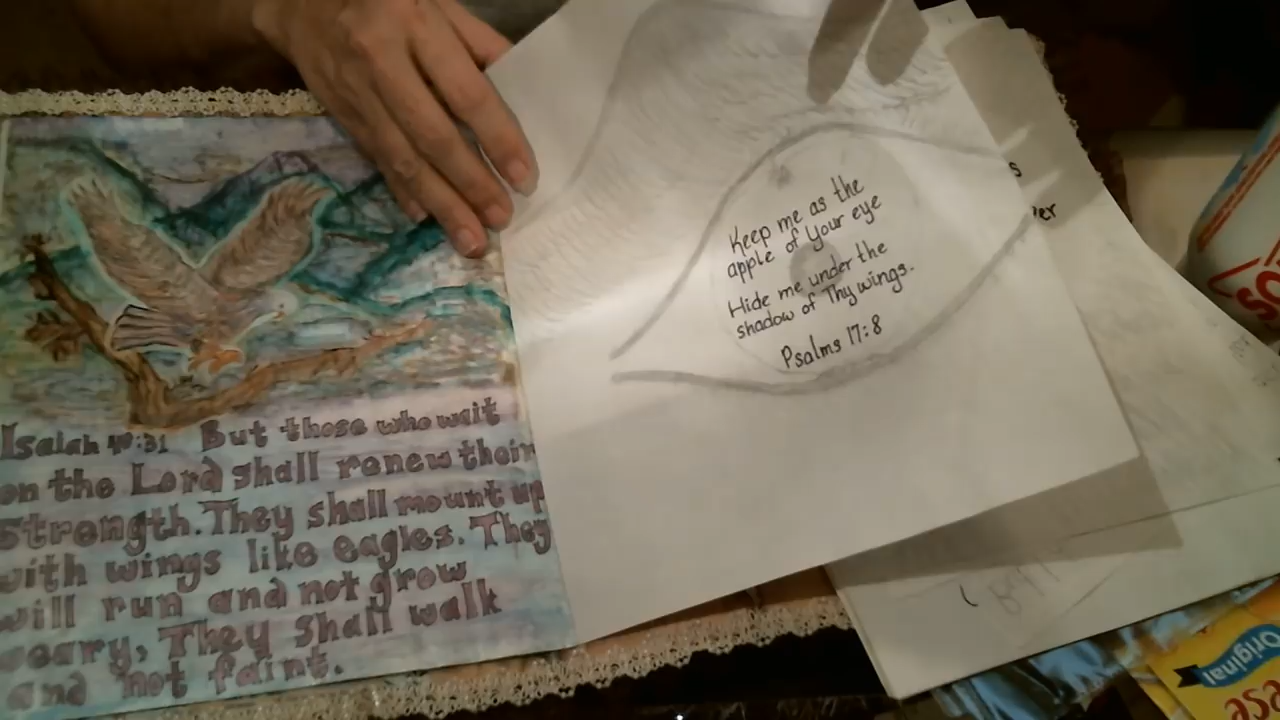 Isaiah 40:31 But those who wait
on the Lord shall renew their
strength. They shall mount up
with wings like eagles. They
will run and not grow
weary, They shall walk
and not faint.
Keep me as the
apple of Your eye
Hide me under the
shadow of Thy wings.
Psalms 17:8
s
er
Original